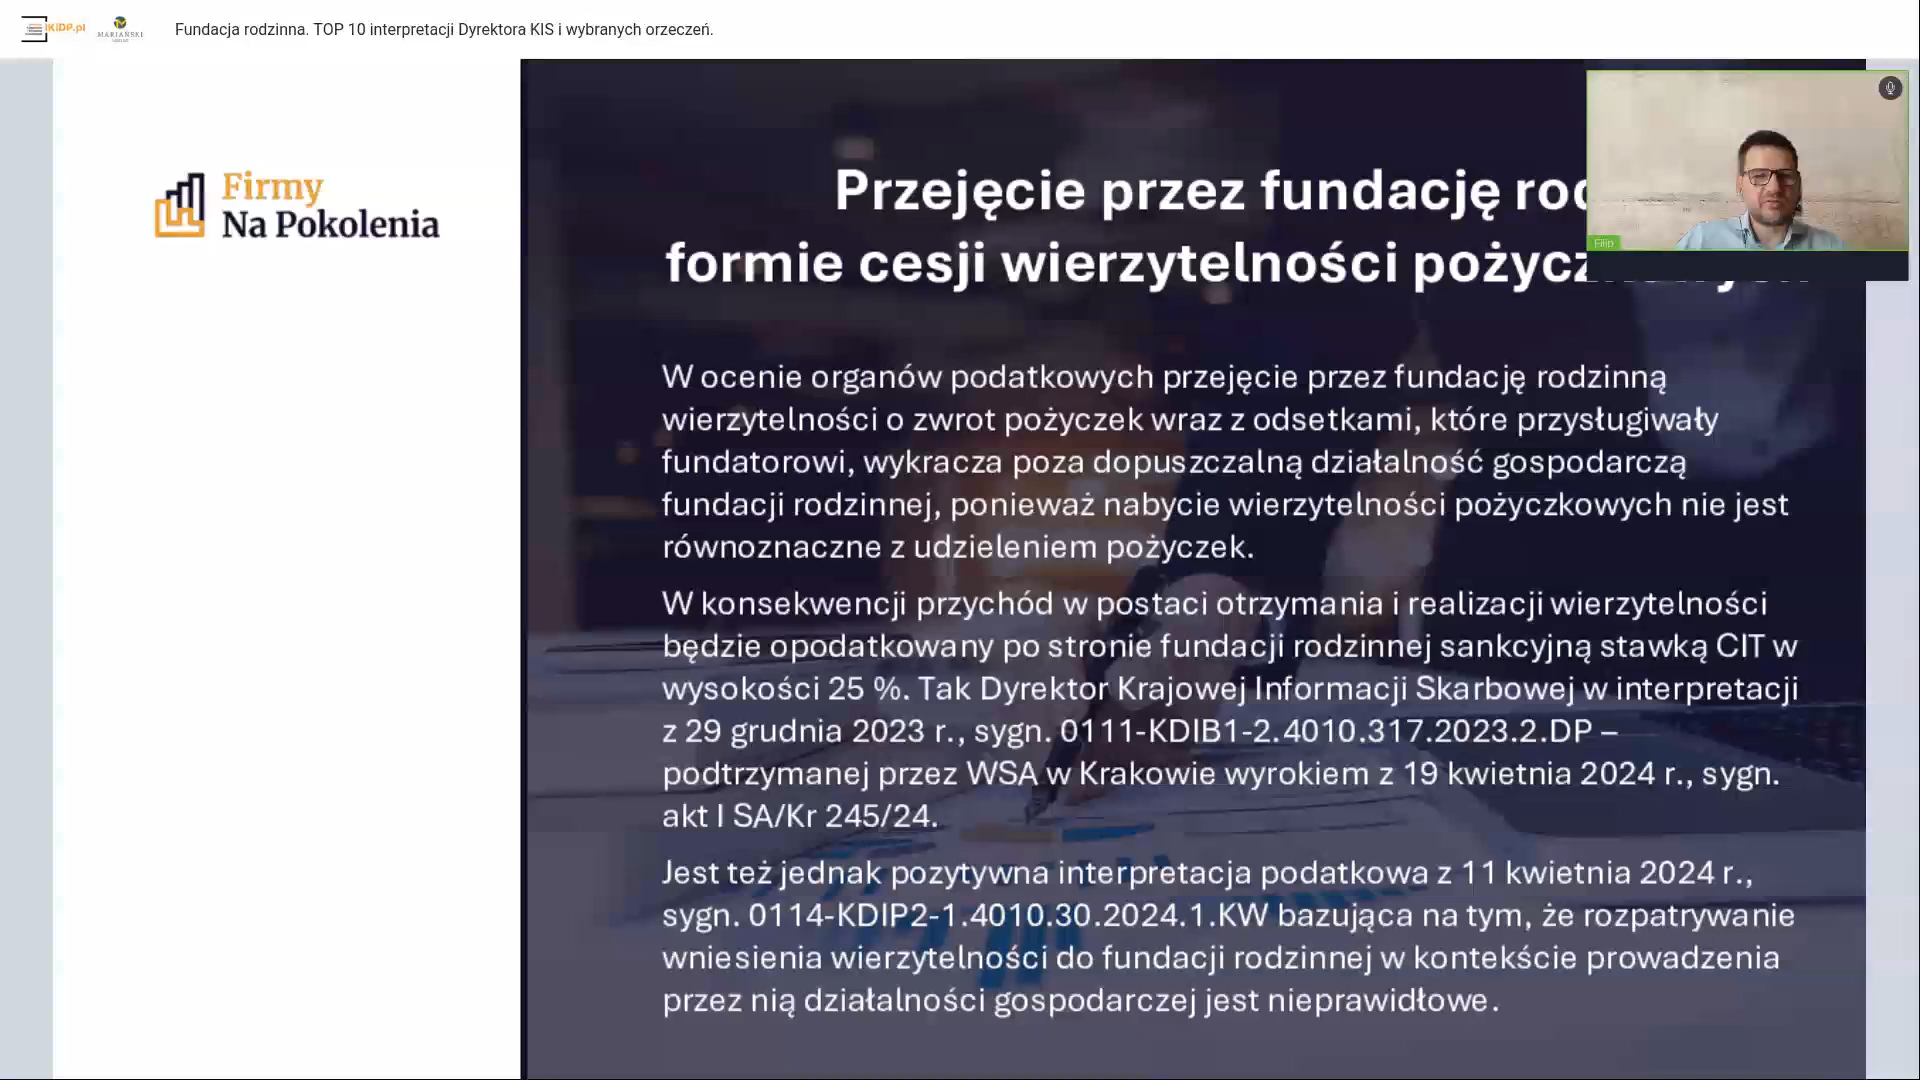 iKiDP.pl
MARIAŃSKI
Fundacja rodzinna. TOP 10 interpretacji Dyrektora KIS i wybranych orzeczeń.
Firmy
Na Pokolenia
Przejęcie przez fundację
formie cesji wierzytelności
Filip
W ocenie organów podatkowych przejęcie przez fundację rodzinną
wierzytelności o zwrot pożyczek wraz z odsetkami, które przysługiwały
fundatorowi, wykracza poza dopuszczalną działalność gospodarczą
fundacji rodzinnej, ponieważ nabycie wierzytelności pożyczkowych nie jest
równoznaczne z udzieleniem pożyczek.
W konsekwencji przychód w postaci otrzymania i realizacji wierzytelności
będzie opodatkowany po stronie fundacji rodzinnej sankcyjną stawką CIT w
wysokości 25 %. Tak Dyrektor Krajowej Informacji Skarbowej w interpretacji
z 29 grudnia 2023 r., sygn. 0111-KDIB1-2.4010.317.2023.2.DP –
podtrzymanej przez WSA w Krakowie wyrokiem z 19 kwietnia 2024 r., sygn.
akt I SA/Kr 245/24.
Jest też jednak pozytywna interpretacja podatkowa z 11 kwietnia 2024 r.,
sygn. 0114-KDIP2-1.4010.30.2024.1.KW bazująca na tym, że rozpatrywanie
wniesienia wierzytelności do fundacji rodzinnej w kontekście prowadzenia
przez nią działalności gospodarczej jest nieprawidłowe.